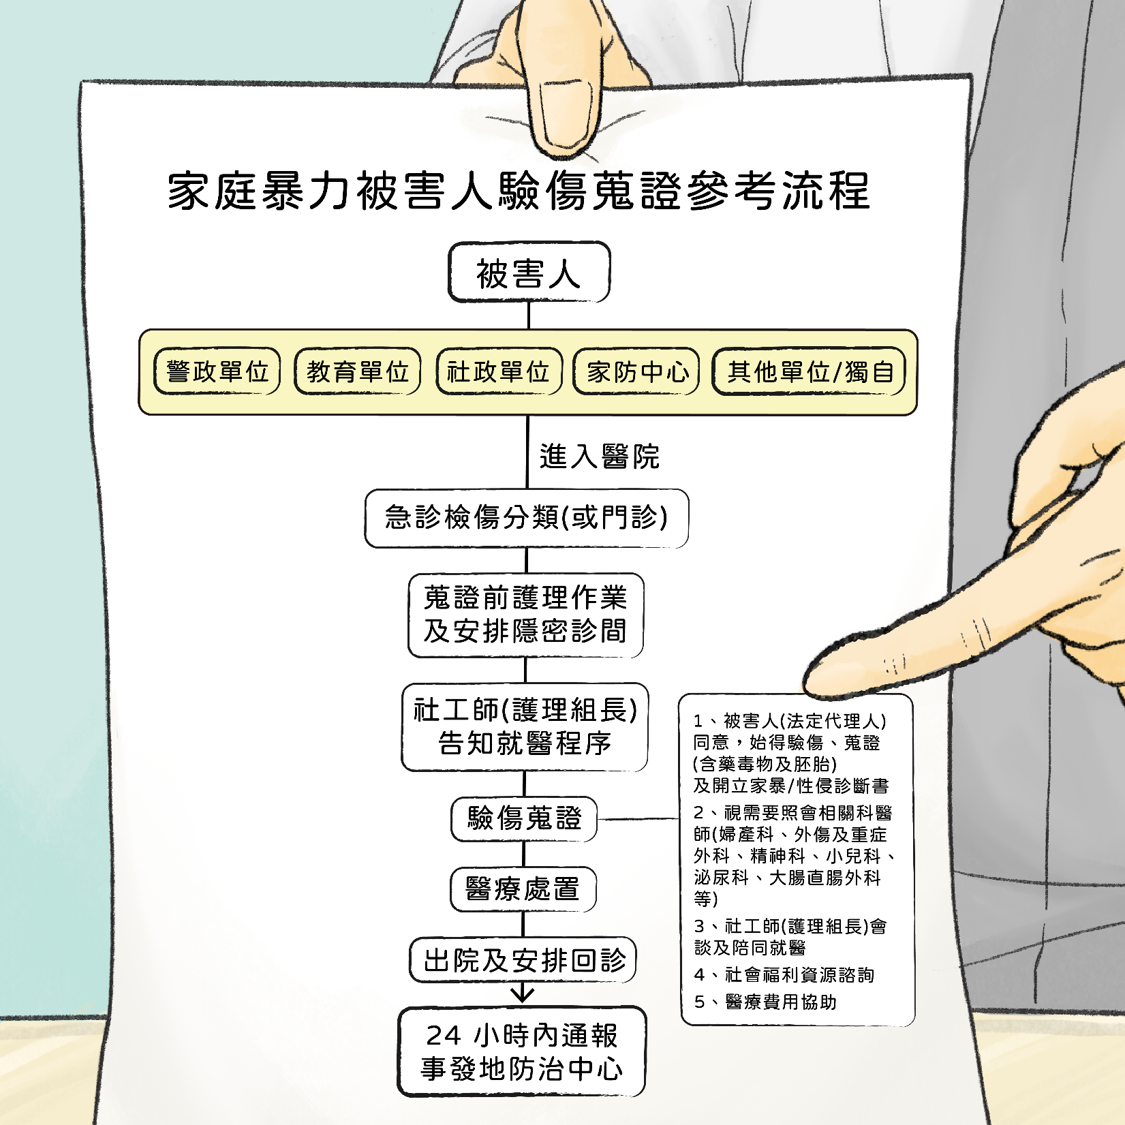 家庭暴力被害人驗傷蒐證參考流程
被害人
警政單位
教育單位
社政單位
家防中心
其他單位/獨自
進入醫院
急診檢傷分類(或門診)
蒐證前護理作業
及安排隱密診間
社工師(護理組長)
告知就醫程序
驗傷蒐證
1、被害人(法定代理人)
同意，始得驗傷、蒐證
(含藥毒物及胚胎)
及開立家暴/性侵診斷書
2、視需要照會相關科醫
師(婦產科、外傷及重症
外科、精神科、小兒科、
泌尿科、大腸直腸外科
等)
3、社工師(護理組長)會
談及陪同就醫
4、社會福利資源諮詢
5、醫療費用協助
醫療處置
出院及安排回診
24 小時內通報
事發地防治中心